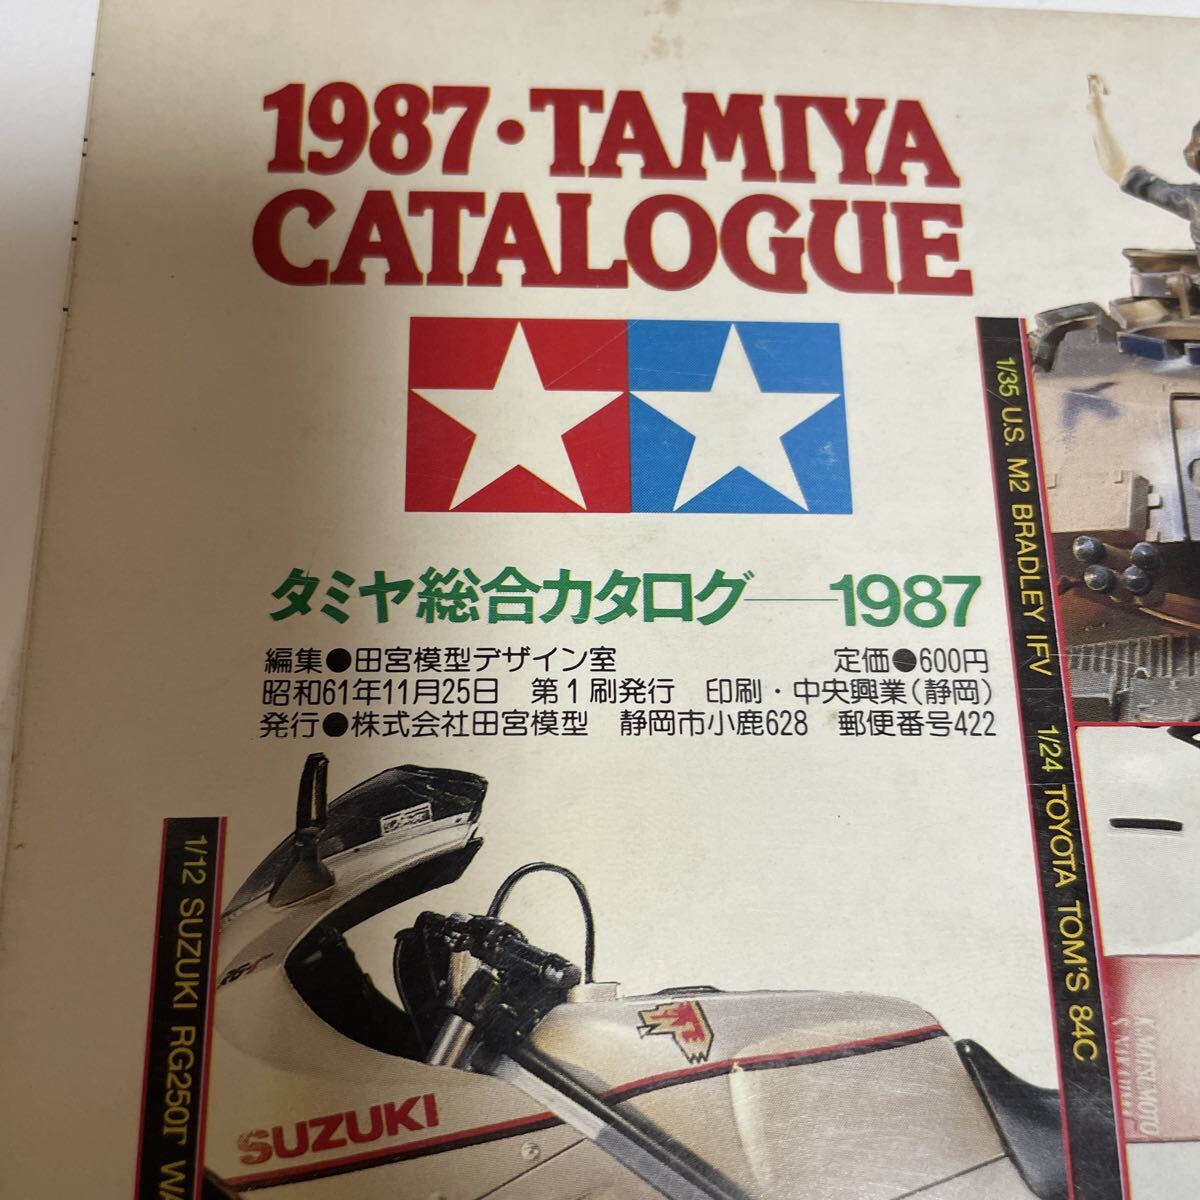 1987・TAMIYA
CATALOGUE
タミヤ総合カタログ──1987
編集●田宮模型デザイン室 定価●600円
昭和61年11月25日 第1刷発行 印刷・中央興業(静岡)
発行●株式会社田宮模型 静岡市小鹿628 郵便番号422
1/35 U.S. M2 BRADLEY IFV 1/24 TOYOTA TOM'S 84C
1/12 SUZUKI RG250Γ
SUZUKI